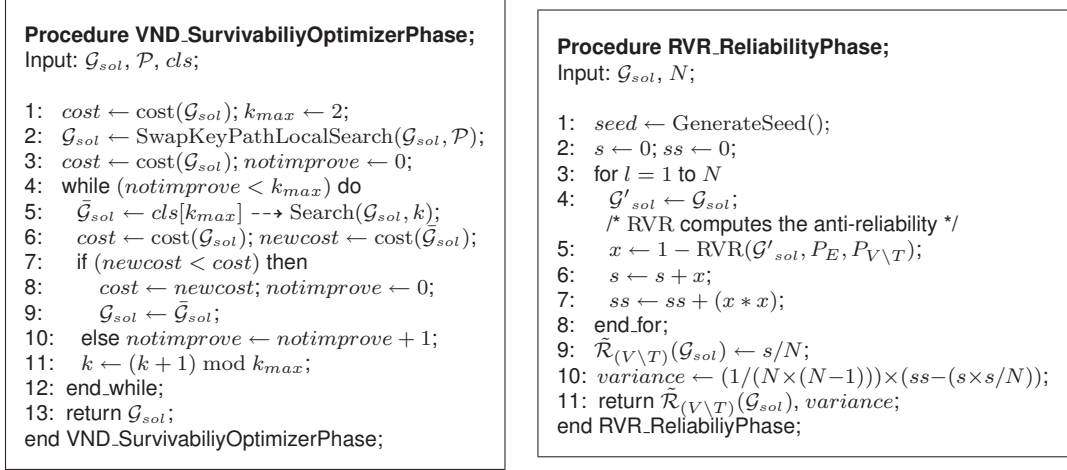 Procedure VND_SurvivabiliyOptimizerPhase;
Input: 𝒢_sol, 𝒫, cls;
1: cost ← cost(𝒢_sol); k_max ← 2;
2: 𝒢_sol ← SwapKeyPathLocalSearch(𝒢_sol, 𝒫);
3: cost ← cost(𝒢_sol); notimprove ← 0;
4: while (notimprove < k_max) do
5: 𝒢̄_sol ← cls[k_max] --→ Search(𝒢_sol, k);
6: cost ← cost(𝒢_sol); newcost ← cost(𝒢̄_sol);
7: if (newcost < cost) then
8: cost ← newcost; notimprove ← 0;
9: 𝒢_sol ← 𝒢̄_sol;
10: else notimprove ← notimprove + 1;
11: k ← (k + 1) mod k_max;
12: end_while;
13: return 𝒢_sol;
end VND_SurvivabiliyOptimizerPhase;
Procedure RVR_ReliabilityPhase;
Input: 𝒢_sol, N;
1: seed ← GenerateSeed();
2: s ← 0; ss ← 0;
3: for l = 1 to N
4: 𝒢'_sol ← 𝒢_sol;
/* RVR computes the anti-reliability */
5: x ← 1 − RVR(𝒢'_sol, P_E, P_{V\T});
6: s ← s + x;
7: ss ← ss + (x ∗ x);
8: end_for;
9: ℛ̃_(V\T)(𝒢_sol) ← s/N;
10: variance ← (1/(N×(N−1)))×(ss−(s×s/N));
11: return ℛ̃_(V\T)(𝒢_sol), variance;
end RVR_ReliabiliyPhase;